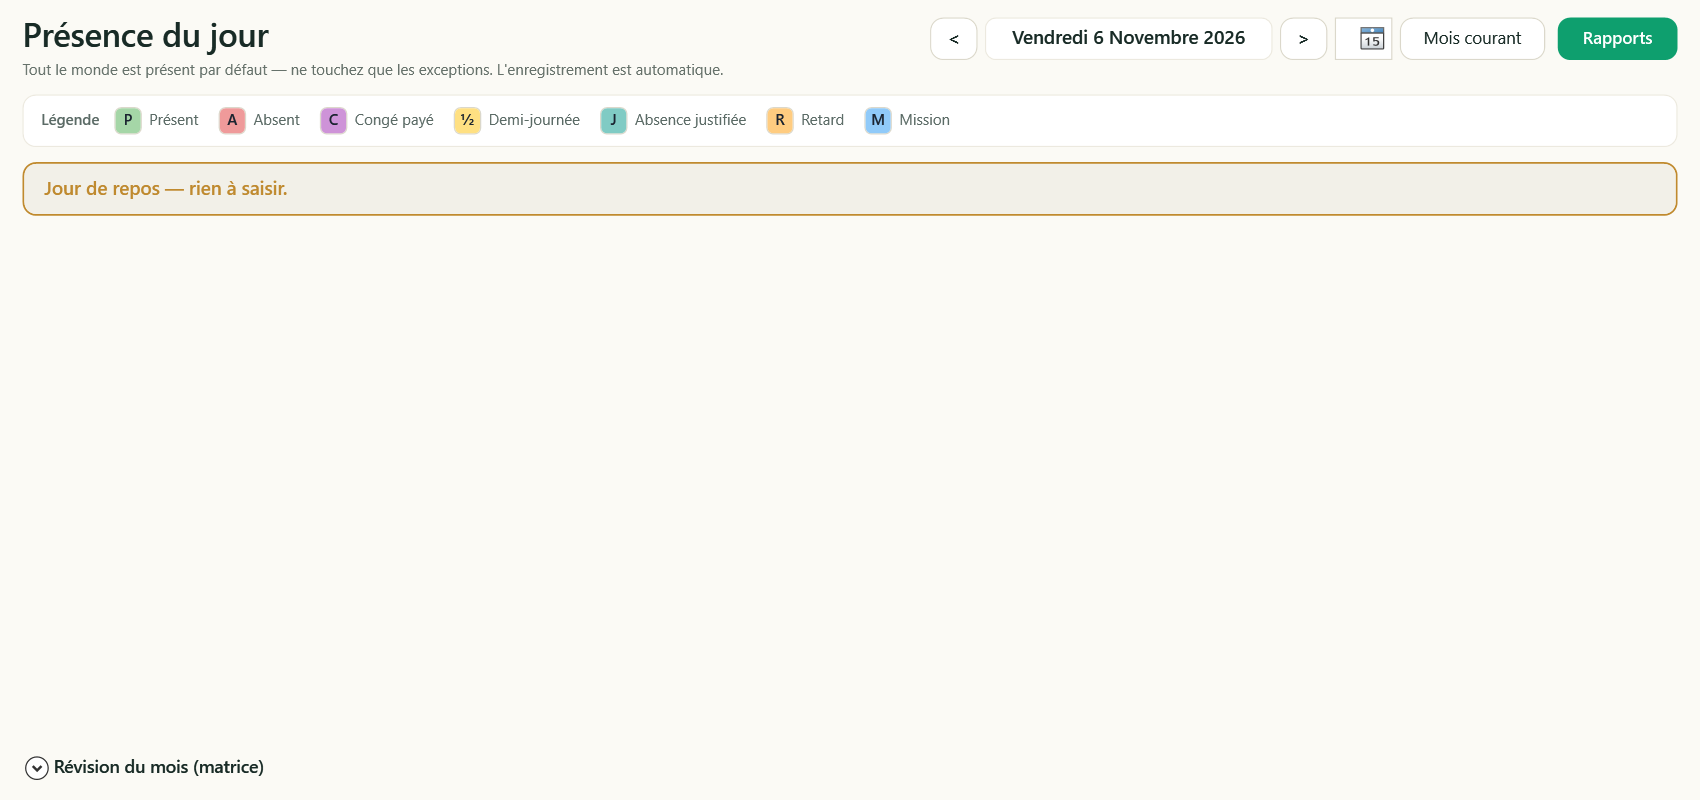 Présence du jour
Tout le monde est présent par défaut — ne touchez que les exceptions. L'enregistrement est automatique.
< Vendredi 6 Novembre 2026 > 15 Mois courant Rapports
Légende P Présent A Absent C Congé payé ½ Demi-journée J Absence justifiée R Retard M Mission
Jour de repos — rien à saisir.
Révision du mois (matrice)